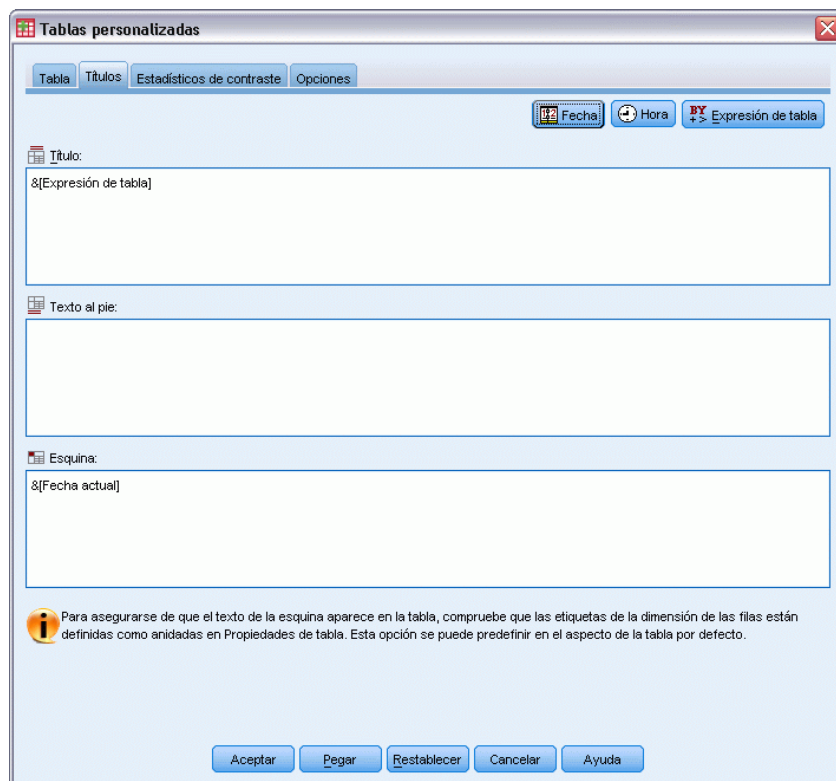 Tablas personalizadas
Tabla Títulos Estadísticos de contraste Opciones
Fecha Hora BY + > Expresión de tabla
Título:
&[Expresión de tabla]
Texto al pie:
Esquina:
&[Fecha actual]
Para asegurarse de que el texto de la esquina aparece en la tabla, compruebe que las etiquetas de la dimensión de las filas están
definidas como anidadas en Propiedades de tabla. Esta opción se puede predefinir en el aspecto de la tabla por defecto.
Aceptar Pegar Restablecer Cancelar Ayuda